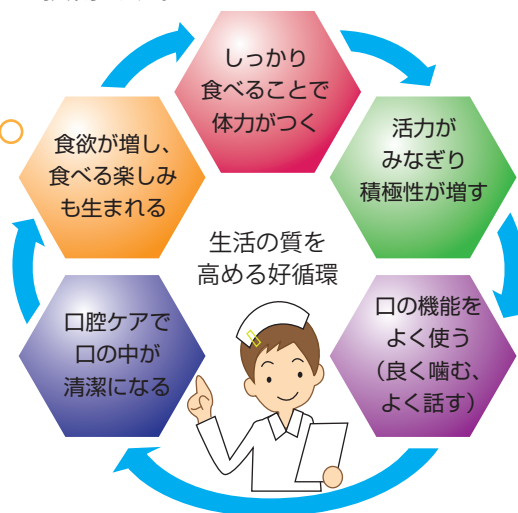 しっかり
食べることで
体力がつく
活力が
みなぎり
積極性が増す
口の機能を
よく使う
（良く噛む、
よく話す）
口腔ケアで
口の中が
清潔になる
食欲が増し、
食べる楽しみ
も生まれる
生活の質を
高める好循環